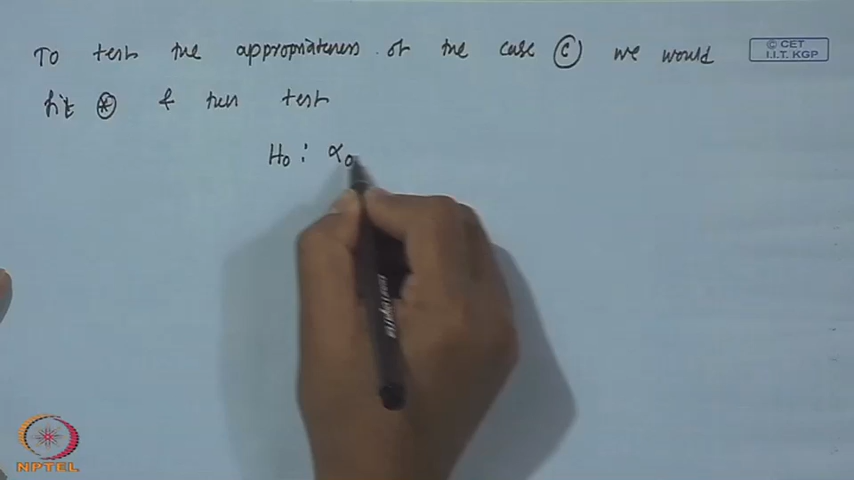 To test the appropriateness of the case (C) we would
© CET
I.I.T. KGP
fit (*) & then test
H₀ : α₀
NPTEL